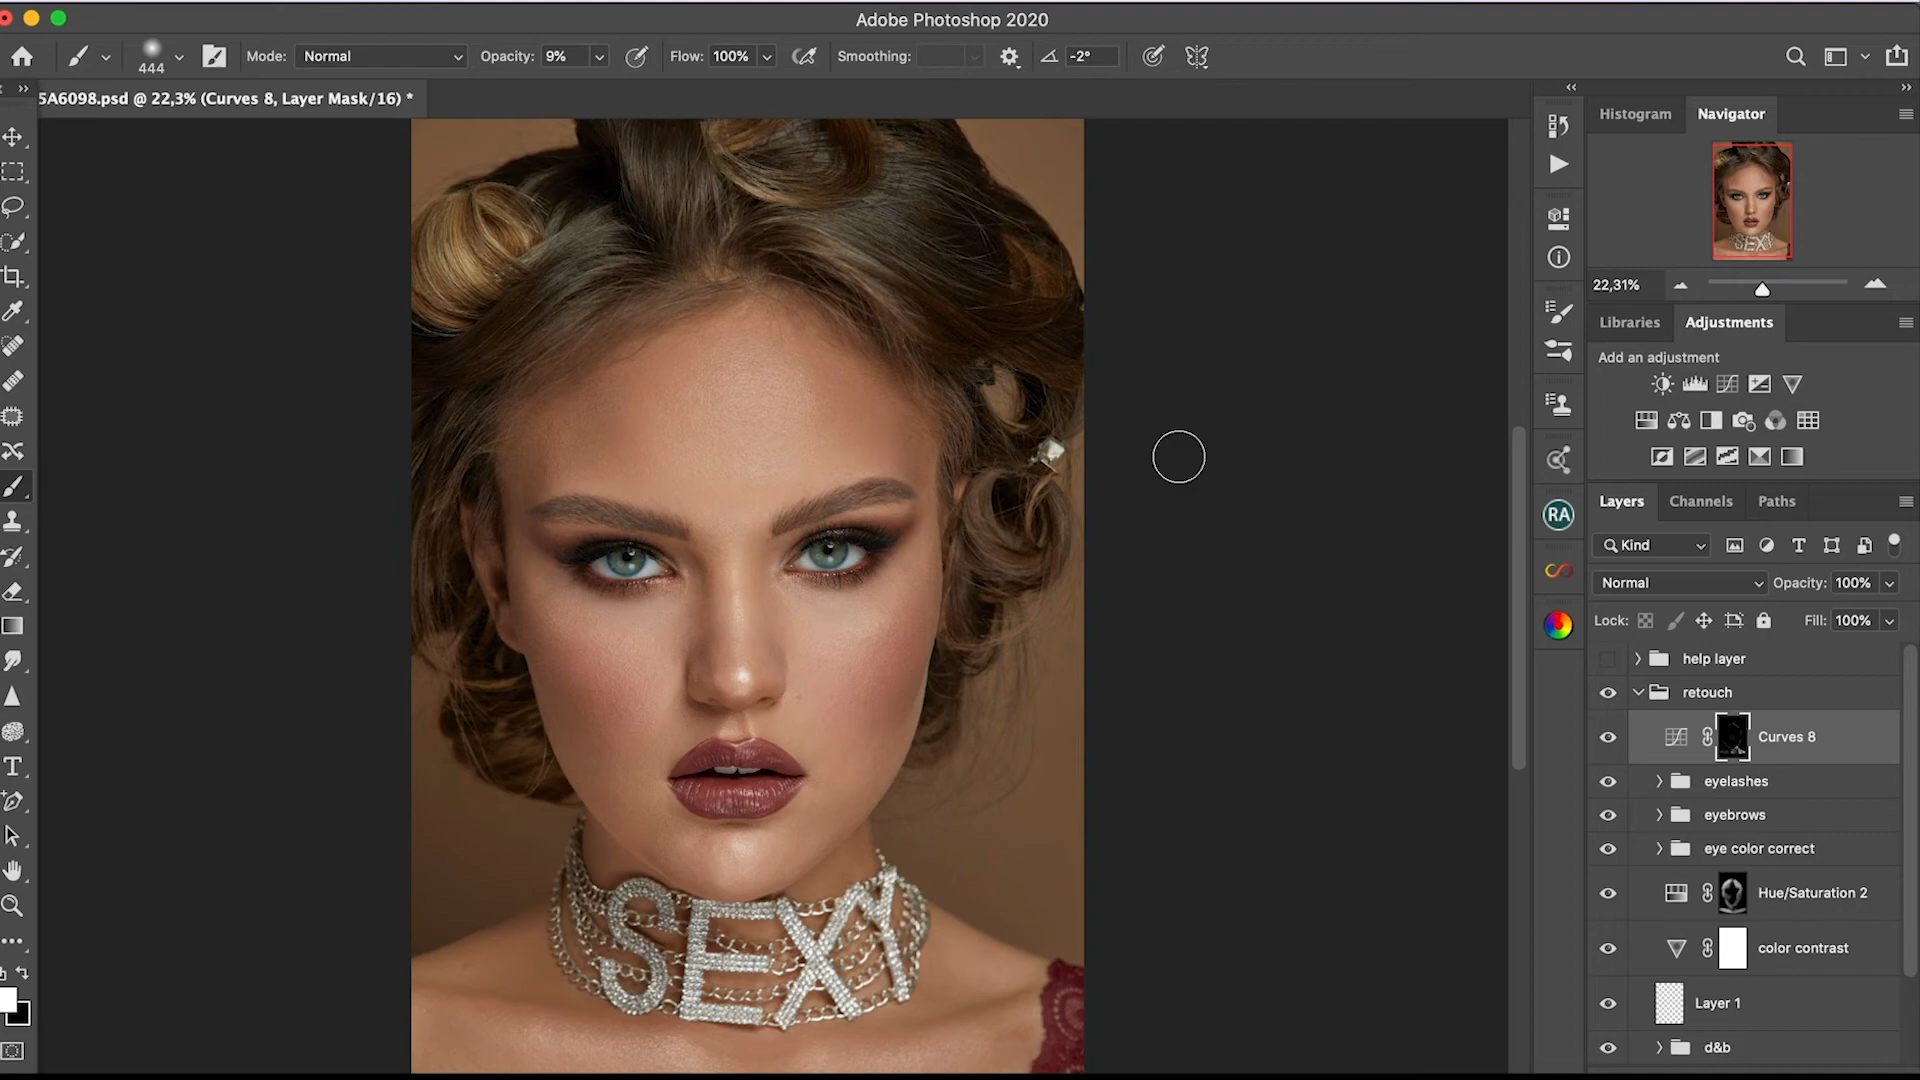 Adobe Photoshop 2020
444
Mode: Normal
Opacity: 9%
Flow: 100%
Smoothing:
-2°
5A6098.psd @ 22,3% (Curves 8, Layer Mask/16) *
Histogram
Navigator
SEXY
22,31%
Libraries
Adjustments
Add an adjustment
Layers
Channels
Paths
RA
Kind
Normal
Opacity: 100%
Lock:
Fill: 100%
help layer
retouch
Curves 8
eyelashes
eyebrows
eye color correct
Hue/Saturation 2
color contrast
Layer 1
d&b
SEXY